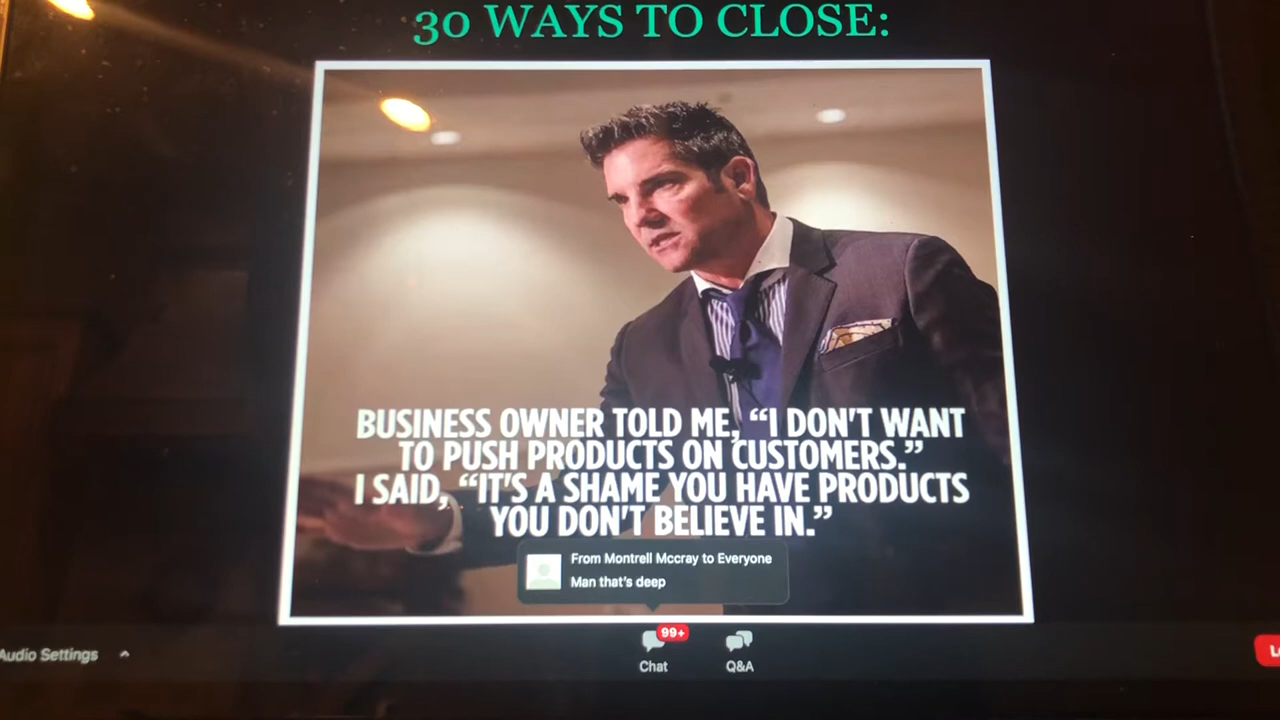 30 WAYS TO CLOSE:
BUSINESS OWNER TOLD ME, “I DON'T WANT
TO PUSH PRODUCTS ON CUSTOMERS.”
I SAID, “IT'S A SHAME YOU HAVE PRODUCTS
YOU DON'T BELIEVE IN.”
From Montrell Mccray to Everyone
Man that's deep
Audio Settings
99+
Chat
Q&A